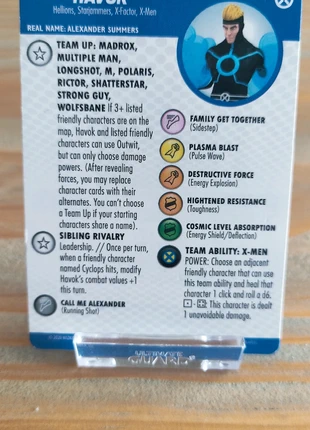 HAVOK
Hellions, Starjammers, X-Factor, X-Men
REAL NAME: ALEXANDER SUMMERS
TEAM UP: MADROX,
MULTIPLE MAN,
LONGSHOT, M, POLARIS,
RICTOR, SHATTERSTAR,
STRONG GUY,
WOLFSBANE If 3+ listed
friendly characters are on
the map, Havok and listed friendly
characters can use Outwit,
but can only choose damage
powers. (After revealing
forces, you may replace
character cards with their
alternates. You can't choose
a Team Up if your starting
characters share a name).
SIBLING RIVALRY
Leadership. // Once per turn,
when a friendly character
named Cyclops hits, modify
Havok's combat values +1
this turn.
CALL ME ALEXANDER
(Running Shot)
FAMILY GET TOGETHER
(Sidestep)
PLASMA BLAST
(Pulse Wave)
DESTRUCTIVE FORCE
(Energy Explosion)
HIGHTENED RESISTANCE
(Toughness)
COSMIC LEVEL ABSORPTION
(Energy Shield/Deflection)
TEAM ABILITY: X-MEN
POWER: Choose an adjacent
friendly character that can use
this team ability and heal that
character 1 click and roll a d6.
⚀-⚁: This character is dealt
1 unavoidable damage.